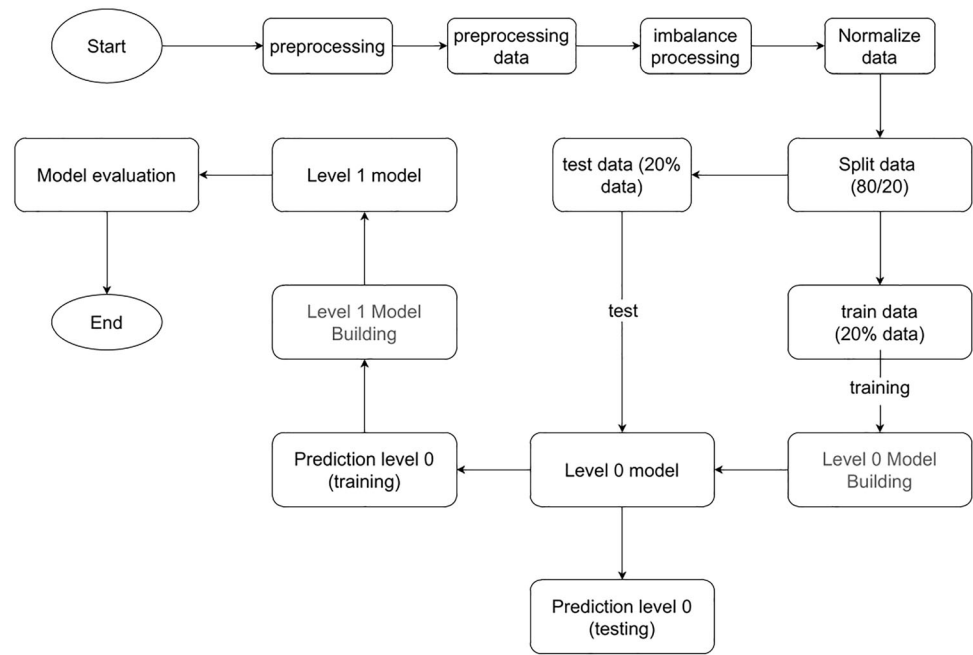 Start
preprocessing
preprocessing
data
imbalance
processing
Normalize
data
Model evaluation
Level 1 model
test data (20%
data)
Split data
(80/20)
End
Level 1 Model
Building
test
train data
(20% data)
training
Prediction level 0
(training)
Level 0 model
Level 0 Model
Building
Prediction level 0
(testing)